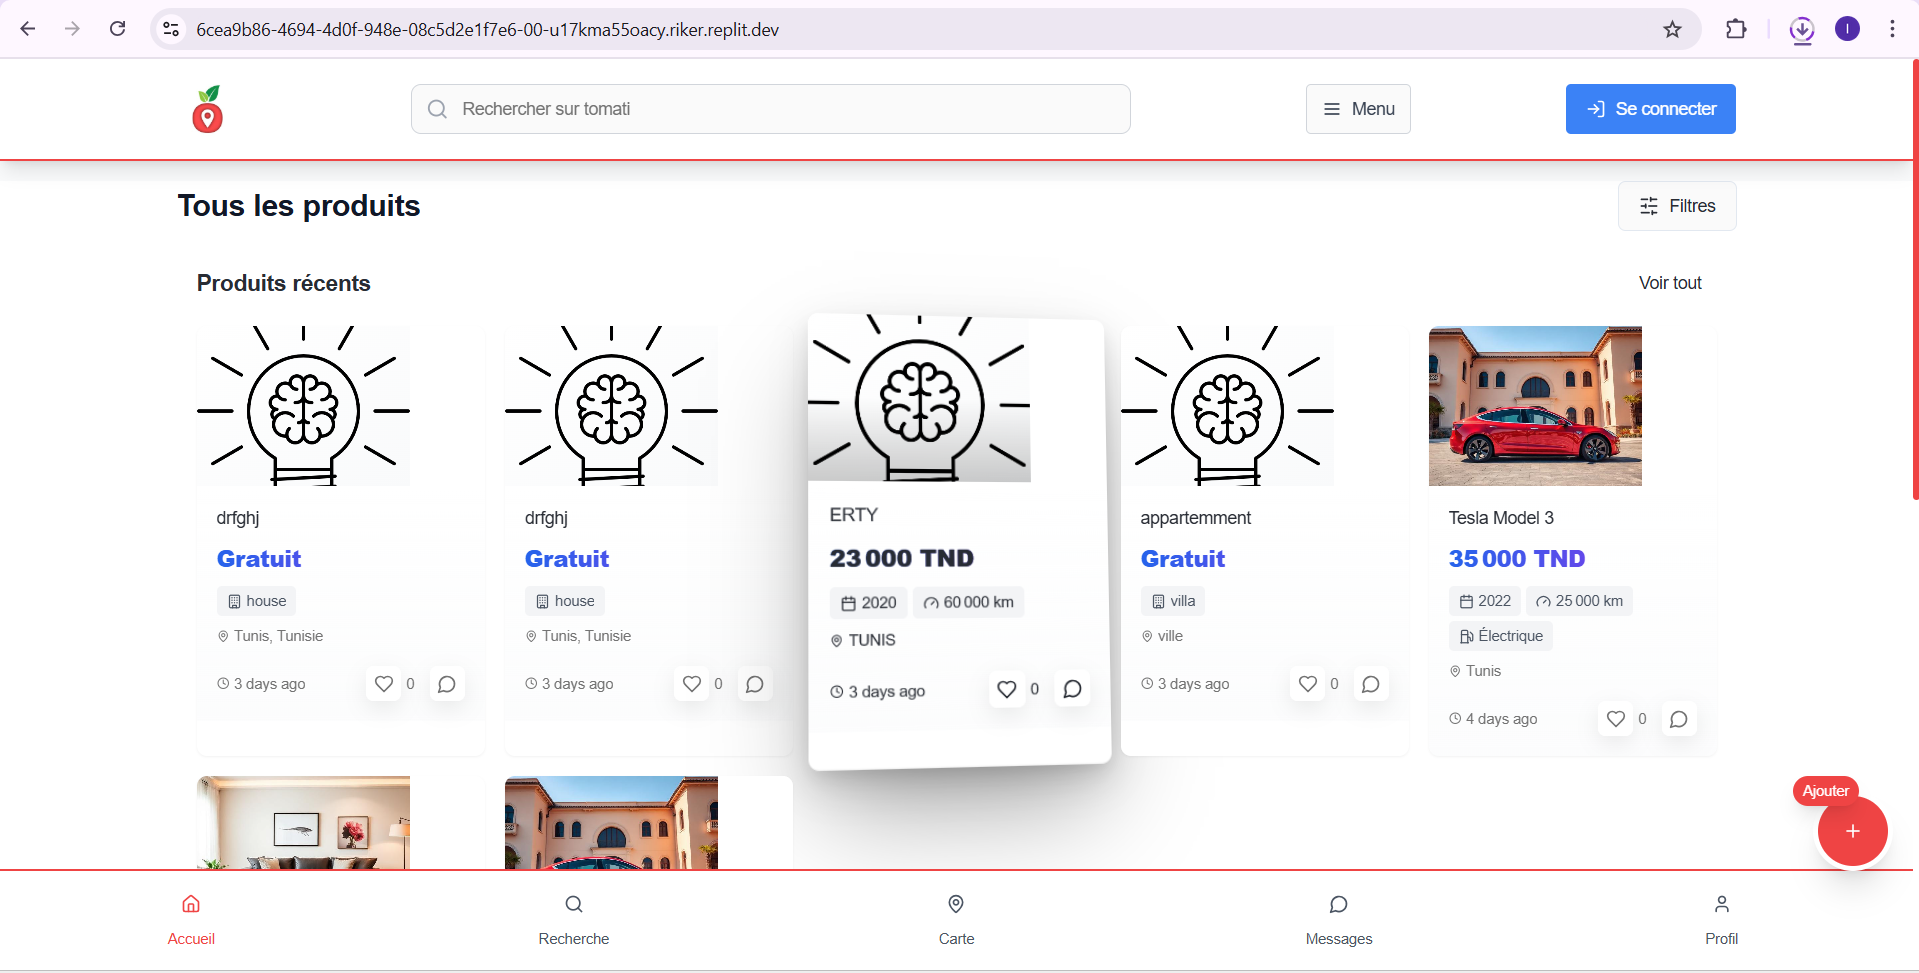 6cea9b86-4694-4d0f-948e-08c5d2e1f7e6-00-u17kma55oacy.riker.replit.dev
I
Rechercher sur tomati
Menu
Se connecter
Tous les produits
Filtres
Produits récents
Voir tout
drfghj
Gratuit
house
Tunis, Tunisie
3 days ago
0
drfghj
Gratuit
house
Tunis, Tunisie
3 days ago
0
ERTY
23 000 TND
2020
60 000 km
TUNIS
3 days ago
0
appartemment
Gratuit
villa
ville
3 days ago
0
Tesla Model 3
35 000 TND
2022
25 000 km
Électrique
Tunis
4 days ago
0
Ajouter
Accueil
Recherche
Carte
Messages
Profil